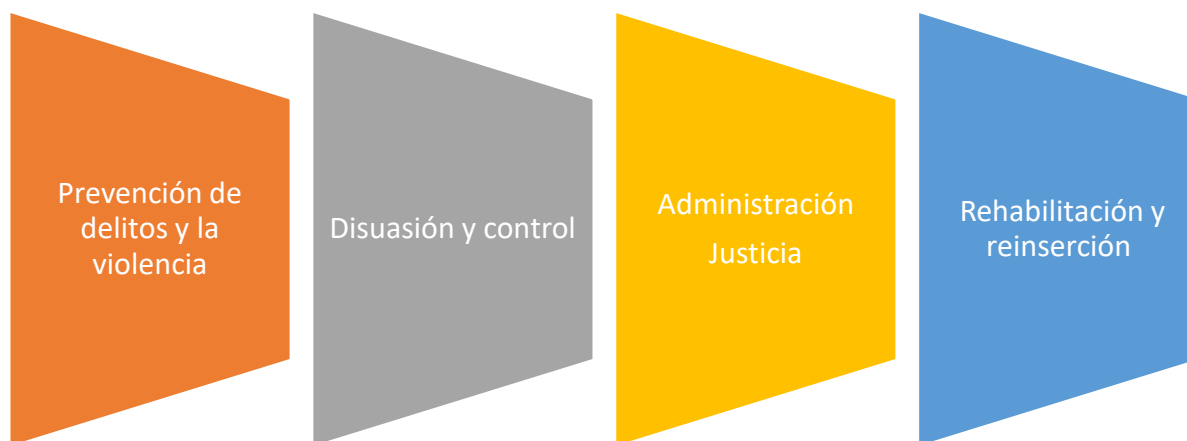 Prevención de
delitos y la
violencia
Disuasión y control
Administración
Justicia
Rehabilitación y
reinserción